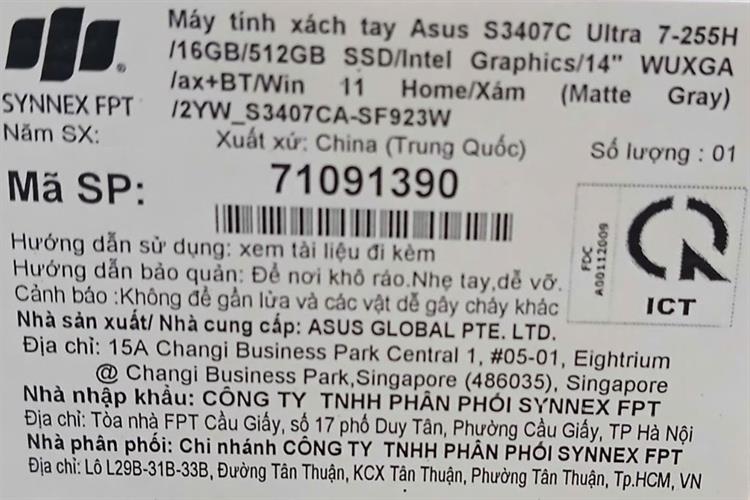 Máy tính xách tay Asus S3407C Ultra 7-255H
/16GB/512GB SSD/Intel Graphics/14" WUXGA
/ax+BT/Win 11 Home/Xám (Matte Gray)
/2YW_S3407CA-SF923W
SYNNEX FPT
Năm SX:
Xuất xứ: China (Trung Quốc)
Số lượng : 01
Mã SP: 71091390
Hướng dẫn sử dụng: xem tài liệu đi kèm
Hướng dẫn bảo quản: Để nơi khô ráo.Nhẹ tay,dễ vỡ.
Cảnh báo :Không để gần lửa và các vật dễ gây cháy khác
FDC
A00112009
ICT
Nhà sản xuất/ Nhà cung cấp: ASUS GLOBAL PTE. LTD.
Địa chỉ: 15A Changi Business Park Central 1, #05-01, Eightrium
@ Changi Business Park,Singapore (486035), Singapore
Nhà nhập khẩu: CÔNG TY TNHH PHÂN PHỐI SYNNEX FPT
Địa chỉ: Tòa nhà FPT Cầu Giấy, số 17 phố Duy Tân, Phường Cầu Giấy, TP Hà Nội
Nhà phân phối: Chi nhánh CÔNG TY TNHH PHÂN PHỐI SYNNEX FPT
Địa chỉ: Lô L29B-31B-33B, Đường Tân Thuận, KCX Tân Thuận, Phường Tân Thuận, Tp.HCM, VN